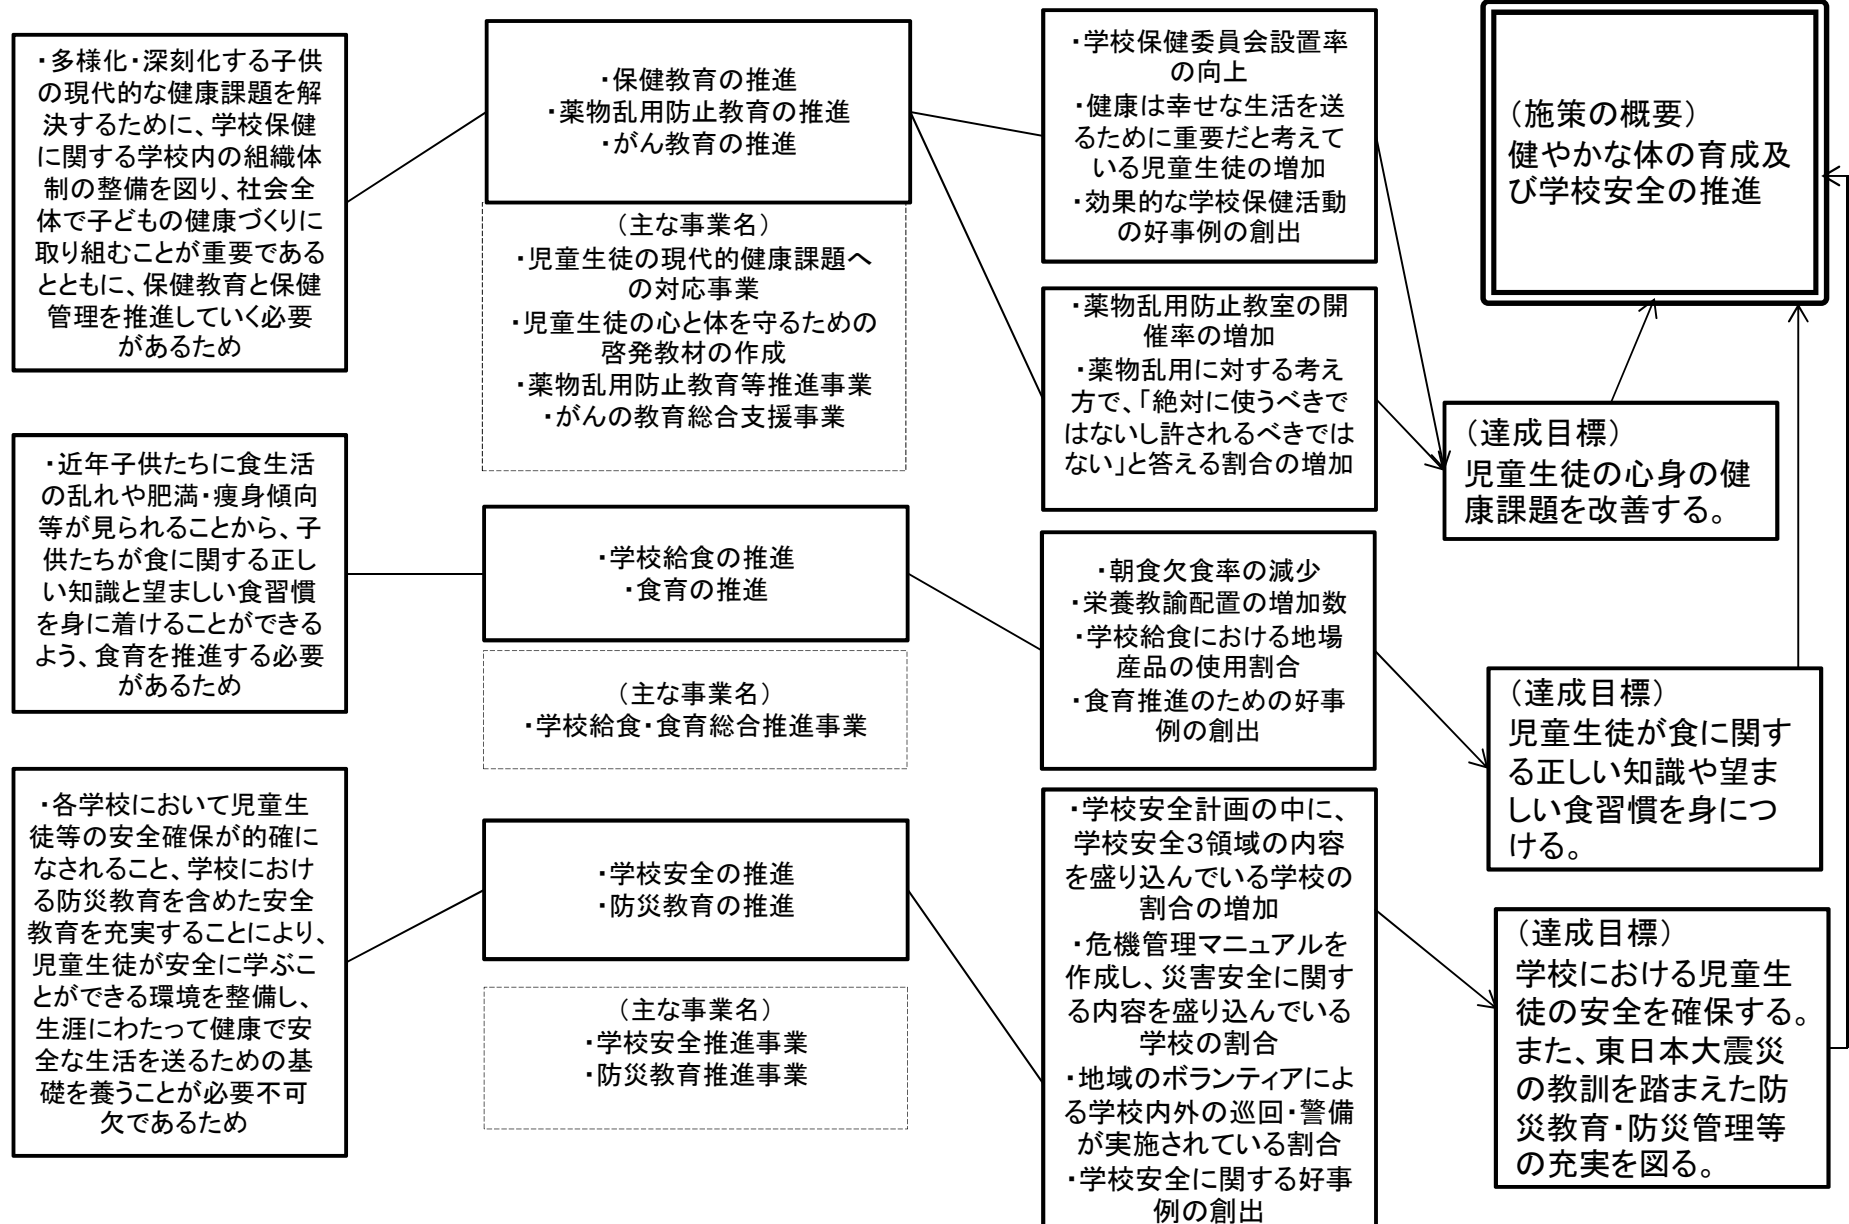 ・多様化・深刻化する子供
の現代的な健康課題を解
決するために、学校保健
に関する学校内の組織体
制の整備を図り、社会全
体で子どもの健康づくりに
取り組むことが重要である
とともに、保健教育と保健
管理を推進していく必要
があるため
・近年子供たちに食生活
の乱れや肥満・痩身傾向
等が見られることから、子
供たちが食に関する正し
い知識と望ましい食習慣
を身に着けることができる
よう、食育を推進する必要
があるため
・各学校において児童生
徒等の安全確保が的確に
なされること、学校におけ
る防災教育を含めた安全
教育を充実することにより、
児童生徒が安全に学ぶこ
とができる環境を整備し、
生涯にわたって健康で安
全な生活を送るための基
礎を養うことが必要不可
欠であるため
・保健教育の推進
・薬物乱用防止教育の推進
・がん教育の推進
（主な事業名）
・児童生徒の現代的健康課題へ
の対応事業
・児童生徒の心と体を守るための
啓発教材の作成
・薬物乱用防止教育等推進事業
・がんの教育総合支援事業
・学校給食の推進
・食育の推進
（主な事業名）
・学校給食・食育総合推進事業
・学校安全の推進
・防災教育の推進
（主な事業名）
・学校安全推進事業
・防災教育推進事業
・学校保健委員会設置率
の向上
・健康は幸せな生活を送
るために重要だと考えて
いる児童生徒の増加
・効果的な学校保健活動
の好事例の創出
・薬物乱用防止教室の開
催率の増加
・薬物乱用に対する考え
方で、「絶対に使うべきで
はないし許されるべきでは
ない」と答える割合の増加
・朝食欠食率の減少
・栄養教諭配置の増加数
・学校給食における地場
産品の使用割合
・食育推進のための好事
例の創出
・学校安全計画の中に、
学校安全３領域の内容
を盛り込んでいる学校の
割合の増加
・危機管理マニュアルを
作成し、災害安全に関す
る内容を盛り込んでいる
学校の割合
・地域のボランティアによ
る学校内外の巡回・警備
が実施されている割合
・学校安全に関する好事
例の創出
（施策の概要）
健やかな体の育成及
び学校安全の推進
（達成目標）
児童生徒の心身の健
康課題を改善する。
（達成目標）
児童生徒が食に関す
る正しい知識や望ま
しい食習慣を身につ
ける。
（達成目標）
学校における児童生
徒の安全を確保する。
また、東日本大震災
の教訓を踏まえた防
災教育・防災管理等
の充実を図る。